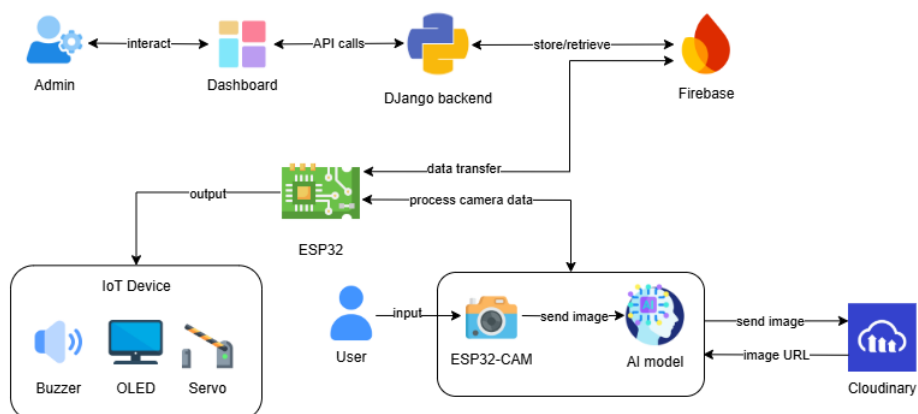 interact
API calls
store/retrieve
Admin
Dashboard
DJango backend
Firebase
data transfer
output
process camera data
ESP32
IoT Device
input
send image
AI
send image
Buzzer
OLED
Servo
User
ESP32-CAM
AI model
image URL
Cloudinary